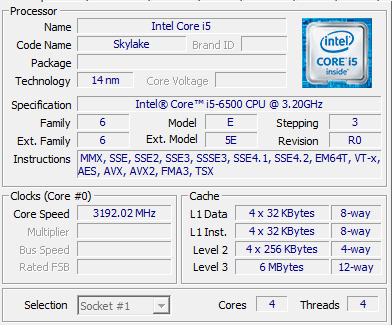 Processor
Name Intel Core i5
Code Name Skylake Brand ID
Package
Technology 14 nm Core Voltage
intel
CORE i5
inside™
Specification Intel® Core™ i5-6500 CPU @ 3.20GHz
Family 6 Model E Stepping 3
Ext. Family 6 Ext. Model 5E Revision R0
Instructions MMX, SSE, SSE2, SSE3, SSSE3, SSE4.1, SSE4.2, EM64T, VT-x,
AES, AVX, AVX2, FMA3, TSX
Clocks (Core #0)
Core Speed 3192.02 MHz
Multiplier
Bus Speed
Rated FSB
Cache
L1 Data 4 x 32 KBytes 8-way
L1 Inst. 4 x 32 KBytes 8-way
Level 2 4 x 256 KBytes 4-way
Level 3 6 MBytes 12-way
Selection Socket #1 Cores 4 Threads 4